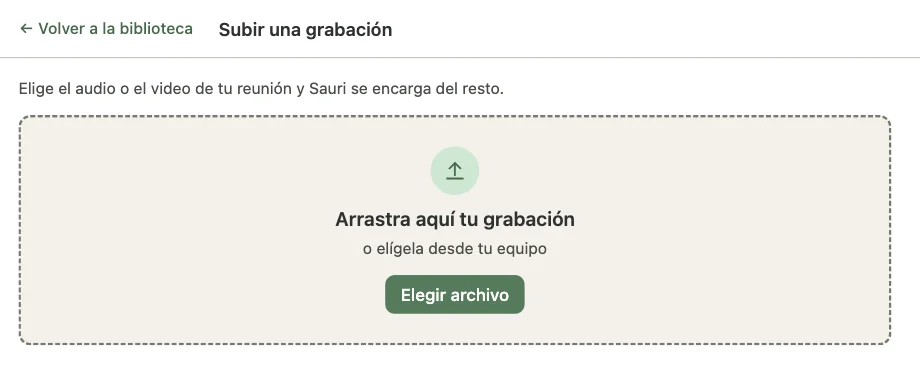 ← Volver a la biblioteca Subir una grabación
Elige el audio o el video de tu reunión y Sauri se encarga del resto.
Arrastra aquí tu grabación
o elígela desde tu equipo
Elegir archivo